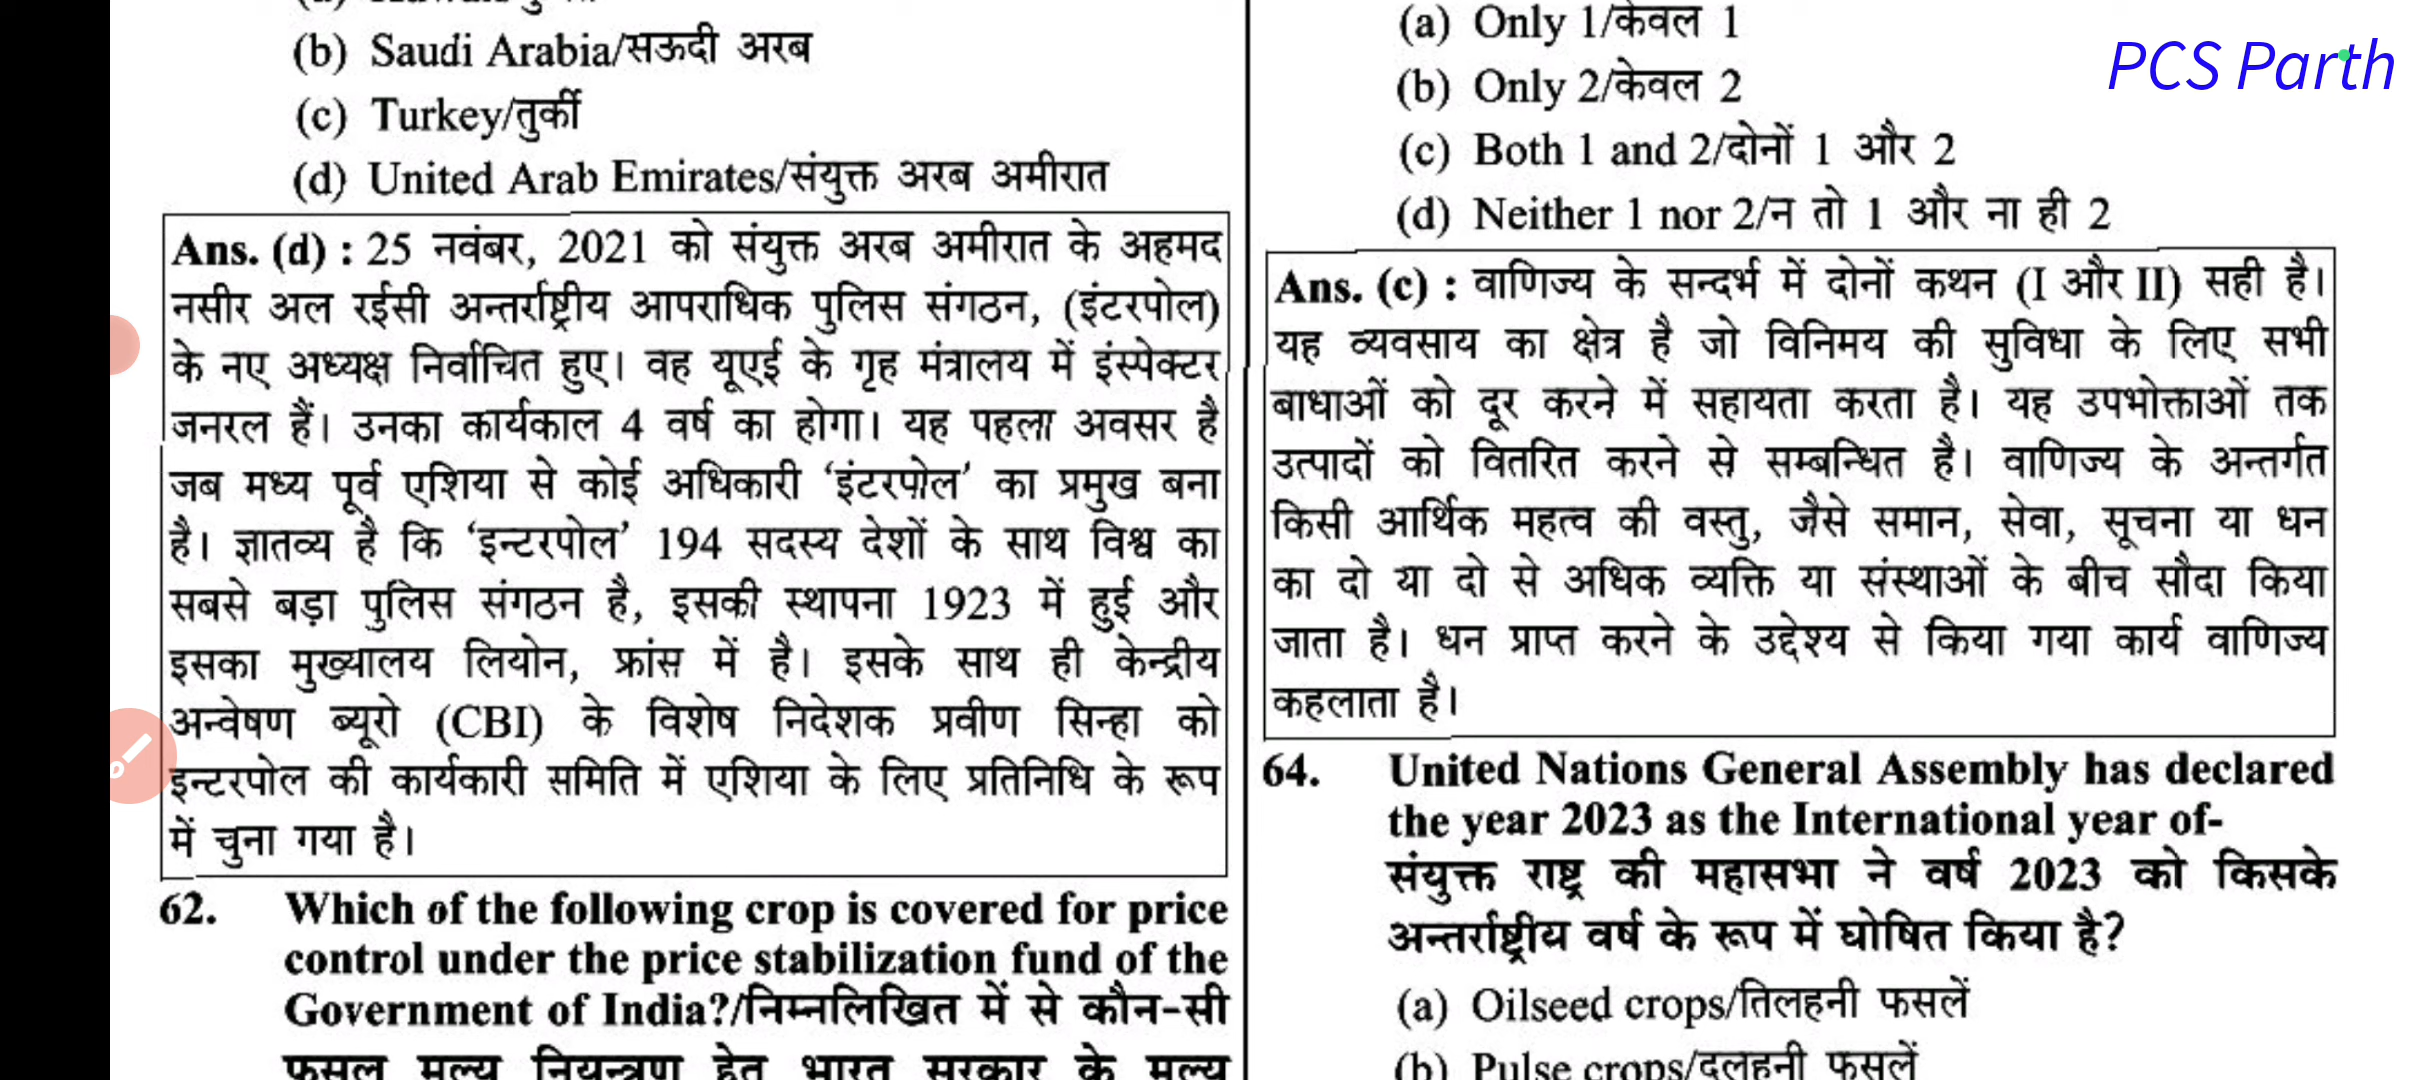 (b) Saudi Arabia/सऊदी अरब
(c) Turkey/तुर्की
(d) United Arab Emirates/संयुक्त अरब अमीरात
Ans. (d) : 25 नवंबर, 2021 को संयुक्त अरब अमीरात के अहमद
नसीर अल रईसी अन्तर्राष्ट्रीय आपराधिक पुलिस संगठन, (इंटरपोल)
के नए अध्यक्ष निर्वाचित हुए। वह यूएई के गृह मंत्रालय में इंस्पेक्टर
जनरल हैं। उनका कार्यकाल 4 वर्ष का होगा। यह पहला अवसर है
जब मध्य पूर्व एशिया से कोई अधिकारी ‘इंटरपोल’ का प्रमुख बना
है। ज्ञातव्य है कि ‘इन्टरपोल’ 194 सदस्य देशों के साथ विश्व का
सबसे बड़ा पुलिस संगठन है, इसकी स्थापना 1923 में हुई और
इसका मुख्यालय लियोन, फ्रांस में है। इसके साथ ही केन्द्रीय
अन्वेषण ब्यूरो (CBI) के विशेष निदेशक प्रवीण सिन्हा को
इन्टरपोल की कार्यकारी समिति में एशिया के लिए प्रतिनिधि के रूप
में चुना गया है।
62. Which of the following crop is covered for price
control under the price stabilization fund of the
Government of India?/निम्नलिखित में से कौन-सी
फसल मूल्य नियन्त्रण हेतु भारत सरकार के मूल्य
(a) Only 1/केवल 1
(b) Only 2/केवल 2
(c) Both 1 and 2/दोनों 1 और 2
(d) Neither 1 nor 2/न तो 1 और ना ही 2
Ans. (c) : वाणिज्य के सन्दर्भ में दोनों कथन (I और II) सही है।
यह व्यवसाय का क्षेत्र है जो विनिमय की सुविधा के लिए सभी
बाधाओं को दूर करने में सहायता करता है। यह उपभोक्ताओं तक
उत्पादों को वितरित करने से सम्बन्धित है। वाणिज्य के अन्तर्गत
किसी आर्थिक महत्व की वस्तु, जैसे समान, सेवा, सूचना या धन
का दो या दो से अधिक व्यक्ति या संस्थाओं के बीच सौदा किया
जाता है। धन प्राप्त करने के उद्देश्य से किया गया कार्य वाणिज्य
कहलाता है।
64. United Nations General Assembly has declared
the year 2023 as the International year of-
संयुक्त राष्ट्र की महासभा ने वर्ष 2023 को किसके
अन्तर्राष्ट्रीय वर्ष के रूप में घोषित किया है?
(a) Oilseed crops/तिलहनी फसलें
(b) Pulse crops/दलहनी फसलें
PCS Parth